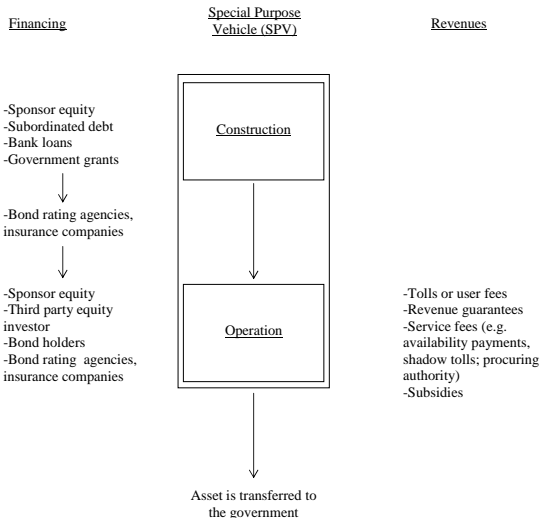 Financing
Special Purpose
Vehicle (SPV)
Revenues
-Sponsor equity
-Subordinated debt
-Bank loans
-Government grants
Construction
-Bond rating agencies,
insurance companies
-Sponsor equity
-Third party equity
investor
-Bond holders
-Bond rating agencies,
insurance companies
Operation
-Tolls or user fees
-Revenue guarantees
-Service fees (e.g.
availability payments,
shadow tolls; procuring
authority)
-Subsidies
Asset is transferred to
the government